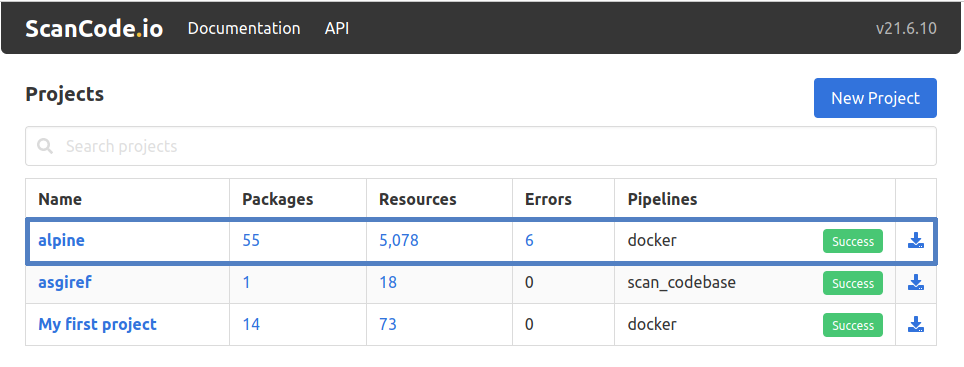 ScanCode.io Documentation API v21.6.10
Projects New Project
Search projects
Name Packages Resources Errors Pipelines
alpine 55 5,078 6 docker Success
asgiref 1 18 0 scan_codebase Success
My first project 14 73 0 docker Success